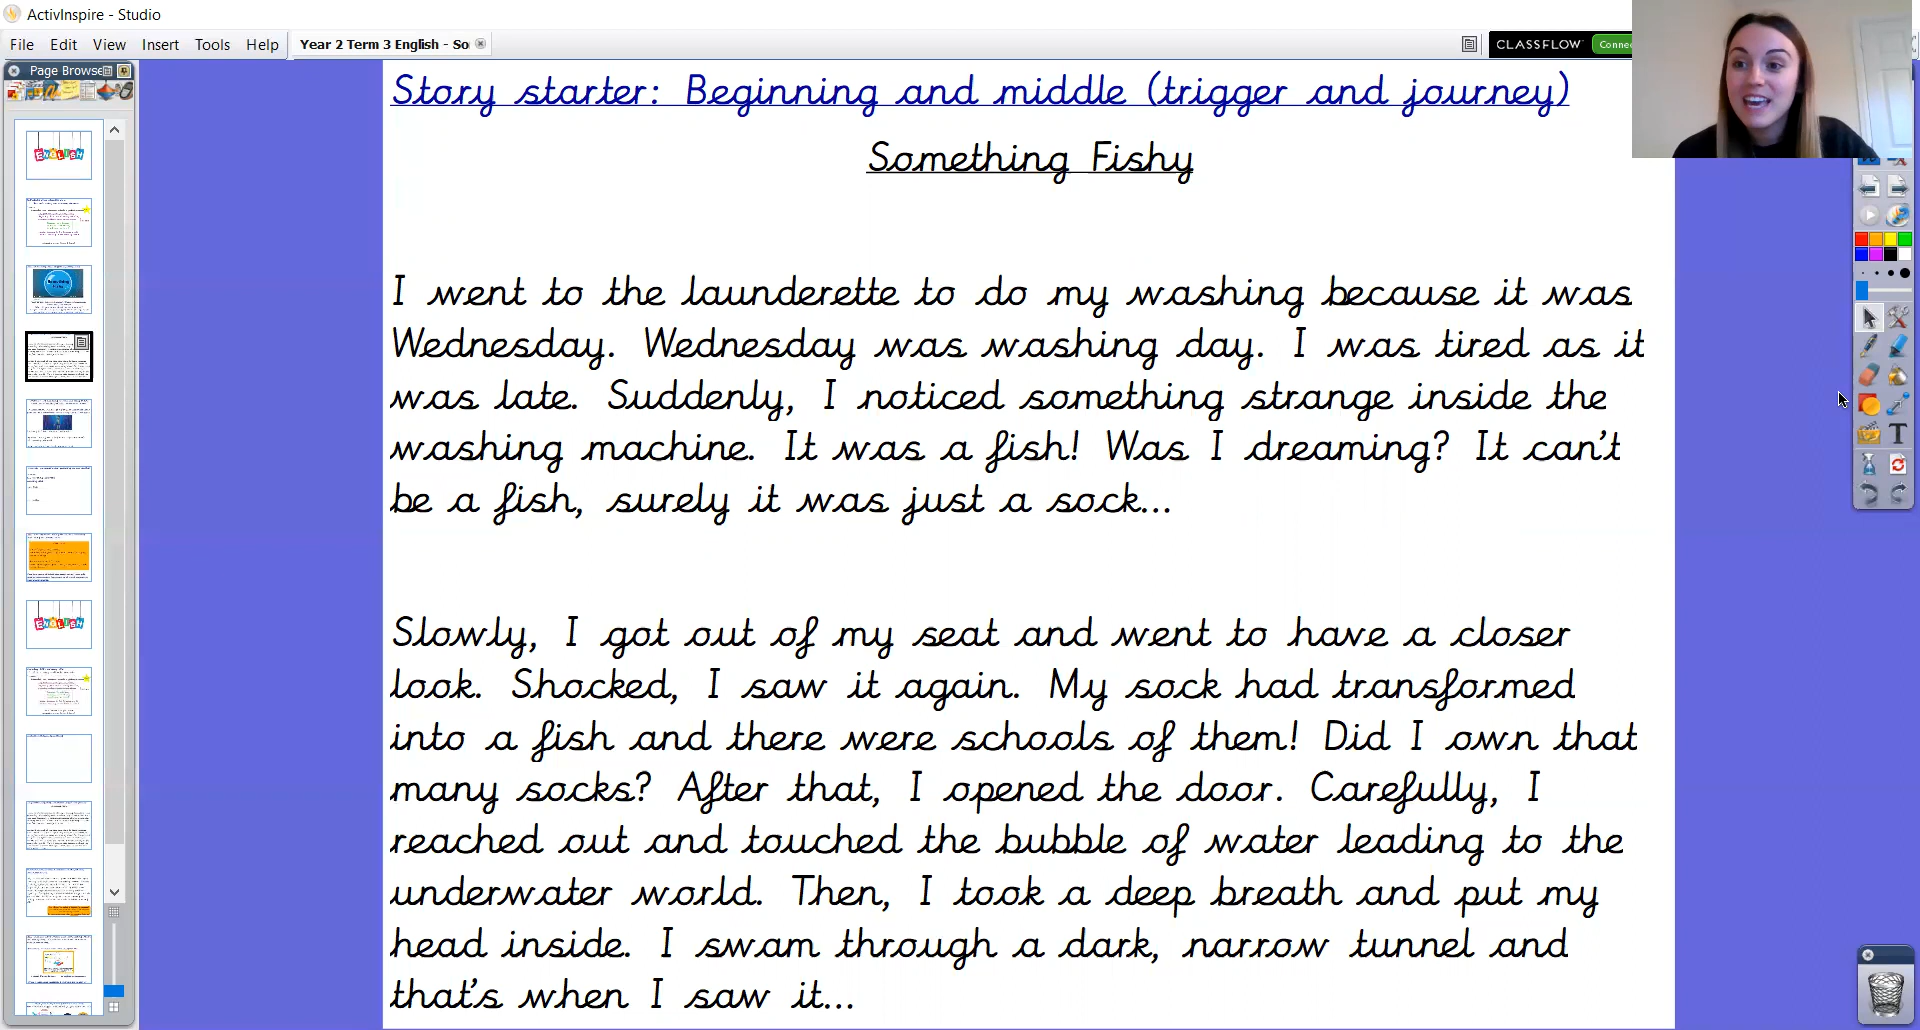 ActivInspire - Studio
File Edit View Insert Tools Help
Year 2 Term 3 English - So
CLASSFLOW
Page Browse
Story starter: Beginning and middle (trigger and journey)
Something Fishy
I went to the launderette to do my washing because it was
Wednesday. Wednesday was washing day. I was tired as it
was late. Suddenly, I noticed something strange inside the
washing machine. It was a fish! Was I dreaming? It can't
be a fish, surely it was just a sock...
Slowly, I got out of my seat and went to have a closer
look. Shocked, I saw it again. My sock had transformed
into a fish and there were schools of them! Did I own that
many socks? After that, I opened the door. Carefully, I
reached out and touched the bubble of water leading to the
underwater world. Then, I took a deep breath and put my
head inside. I swam through a dark, narrow tunnel and
that's when I saw it...
ENGLISH
ENGLISH